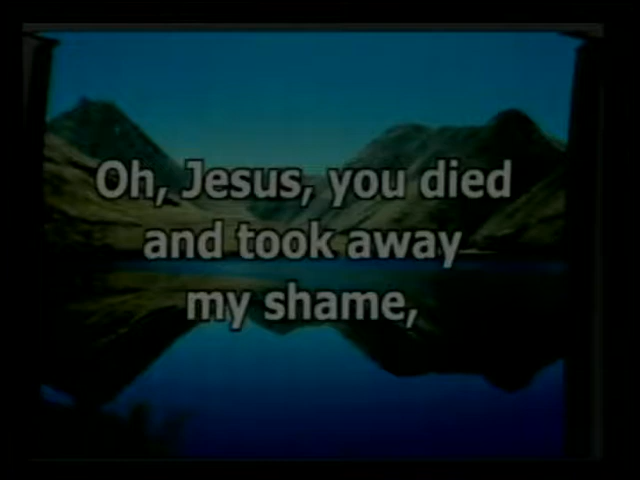 Oh, Jesus, you died
and took away
my shame,